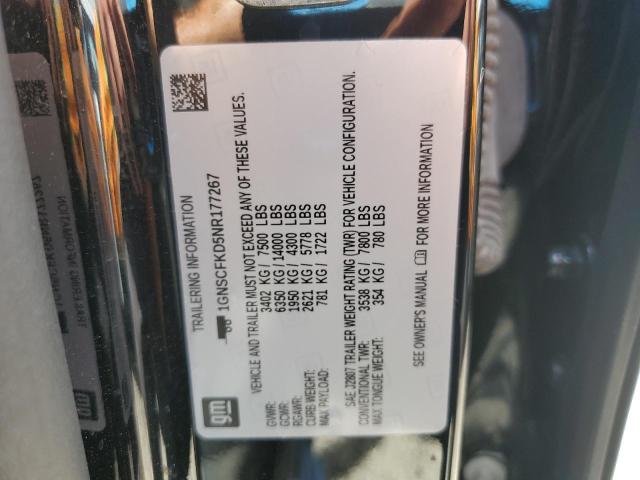 TRAILERING INFORMATION
1GNSCFKD5NR177267
gm
VEHICLE AND TRAILER MUST NOT EXCEED ANY OF THESE VALUES.
GVWR: 3402 KG / 7500 LBS
GCWR: 6350 KG / 14000 LBS
RGAWR: 1950 KG / 4300 LBS
CURB WEIGHT: 2621 KG / 5778 LBS
MAX PAYLOAD: 781 KG / 1722 LBS
SAE J2807 TRAILER WEIGHT RATING (TWR) FOR VEHICLE CONFIGURATION.
CONVENTIONAL TWR: 3538 KG / 7800 LBS
MAX TONGUE WEIGHT: 354 KG / 780 LBS
SEE OWNER'S MANUAL FOR MORE INFORMATION